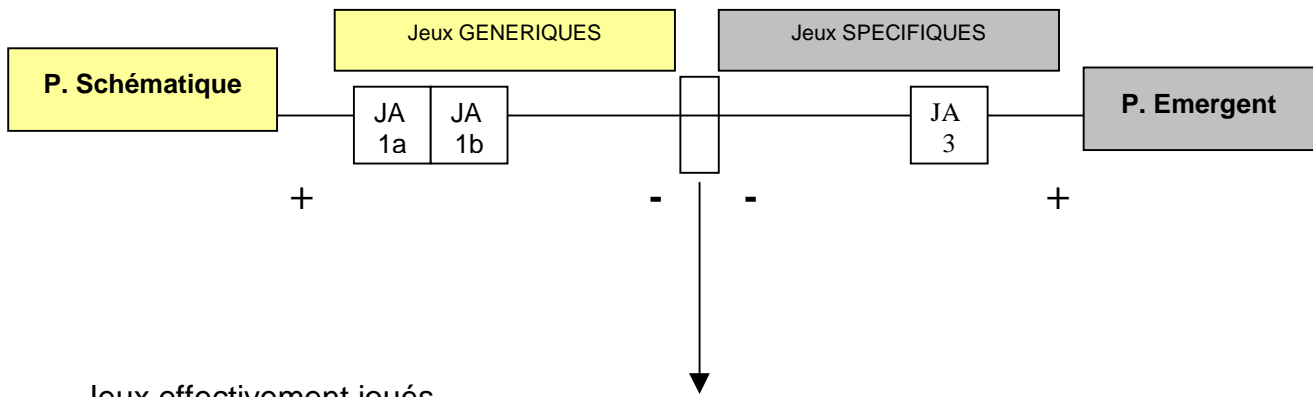 Jeux GENERIQUES
Jeux SPECIFIQUES
P. Schématique
P. Emergent
JA
1a
JA
1b
JA
3
+
-
-
+
Jeux effectivement joués